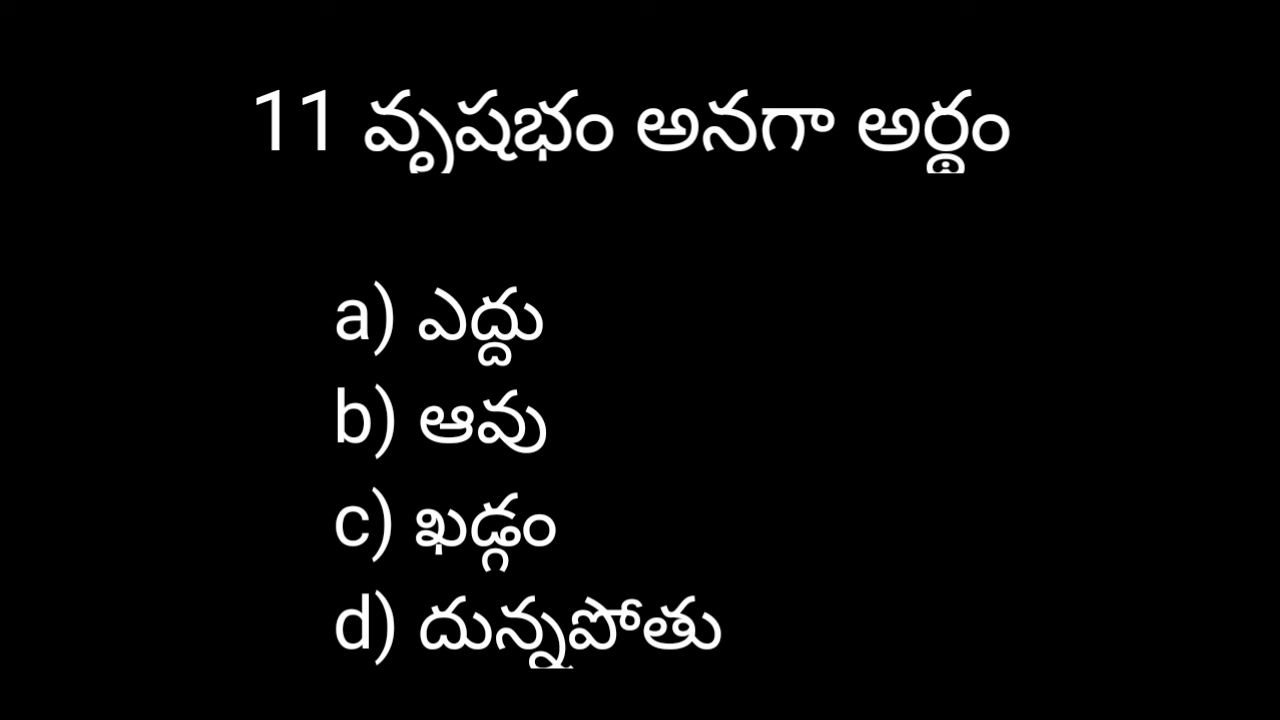 11 వృషభం అనగా అర్థం
a) ఎద్దు
b) ఆవు
c) ఖడ్గం
d) దున్నపోతు